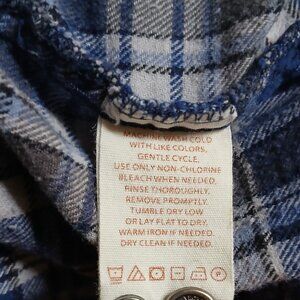 MACHINE WASH COLD
WITH LIKE COLORS,
GENTLE CYCLE.
USE ONLY NON-CHLORINE
BLEACH WHEN NEEDED.
RINSE THOROUGHLY.
REMOVE PROMPTLY.
TUMBLE DRY LOW
OR LAY FLAT TO DRY.
WARM IRON IF NEEDED.
DRY CLEAN IF NEEDED.